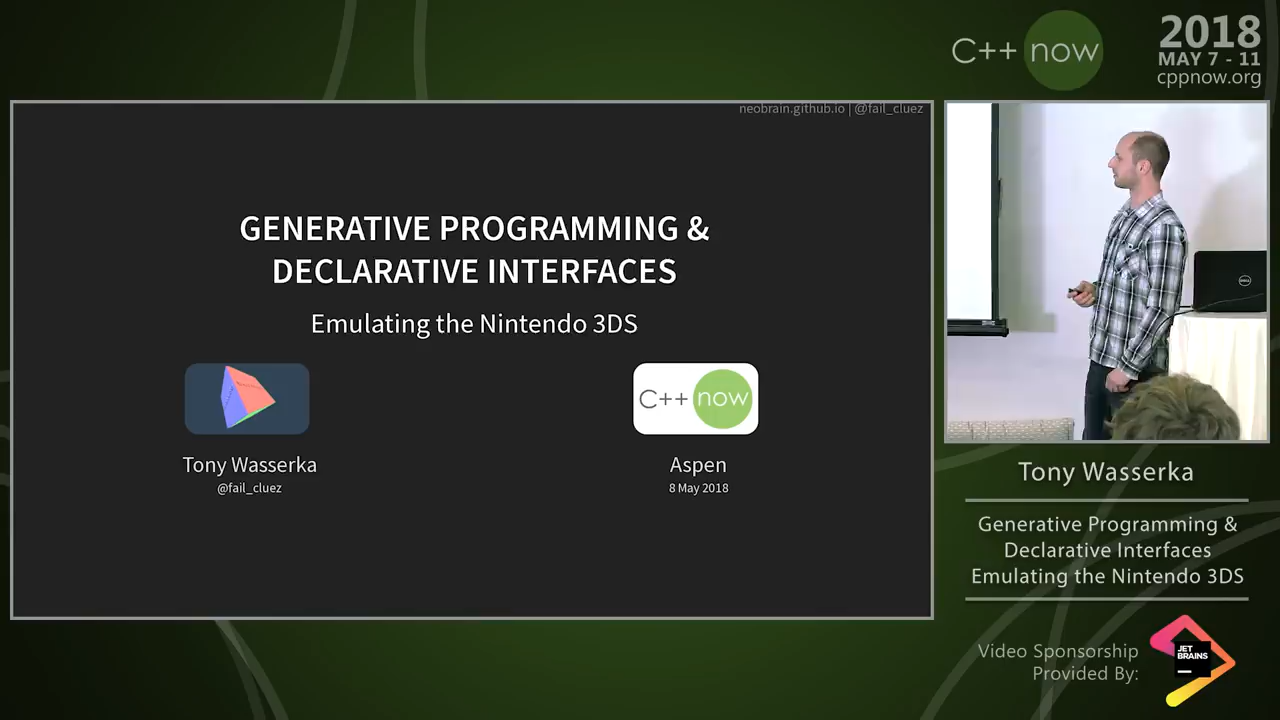 C++ now
2018
MAY 7 - 11
cppnow.org
neobrain.github.io | @fail_cluez
GENERATIVE PROGRAMMING &
DECLARATIVE INTERFACES
Emulating the Nintendo 3DS
C++ now
Tony Wasserka
@fail_cluez
Aspen
8 May 2018
DELL
Tony Wasserka
Generative Programming &
Declarative Interfaces
Emulating the Nintendo 3DS
Video Sponsorship
Provided By:
JET
BRAINS